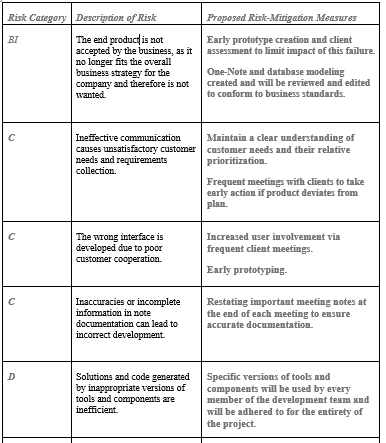 Risk Category Description of Risk Proposed Risk-Mitigation Measures
BI
The end product is not
accepted by the business, as it
no longer fits the overall
business strategy for the
company and therefore is not
wanted.
Early prototype creation and client
assessment to limit impact of this failure.
One-Note and database modeling
created and will be reviewed and edited
to conform to business standards.
C
Ineffective communication
causes unsatisfactory customer
needs and requirements
collection.
Maintain a clear understanding of
customer needs and their relative
prioritization.
Frequent meetings with clients to take
early action if product deviates from
plan.
C
The wrong interface is
developed due to poor
customer cooperation.
Increased user involvement via
frequent client meetings.
Early prototyping.
C
Inaccuracies or incomplete
information in note
documentation can lead to
incorrect development.
Restating important meeting notes at
the end of each meeting to ensure
accurate documentation.
D
Solutions and code generated
by inappropriate versions of
tools and components are
inefficient.
Specific versions of tools and
components will be used by every
member of the development team and
will be adhered to for the entirety of
the project.